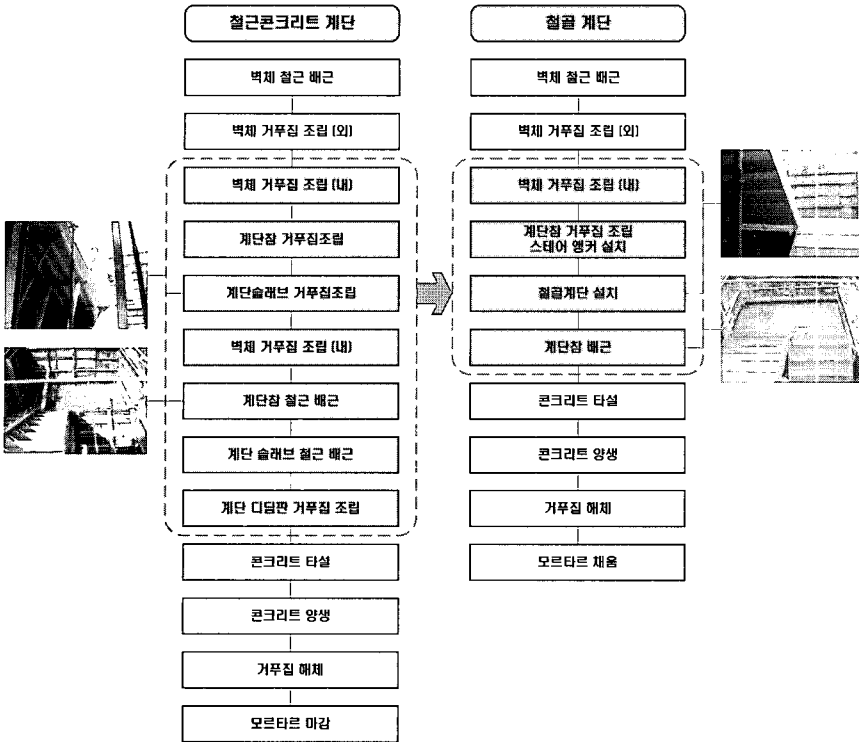 철근콘크리트 계단
벽체 철근 배근
벽체 거푸집 조립 (외)
벽체 거푸집 조립 (내)
계단참 거푸집조립
계단슬래브 거푸집조립
벽체 거푸집 조립 (내)
계단참 철근 배근
계단 슬래브 철근 배근
계단 디딤판 거푸집 조립
콘크리트 타설
콘크리트 양생
거푸집 해체
모르타르 마감
철골 계단
벽체 철근 배근
벽체 거푸집 조립 (외)
벽체 거푸집 조립 (내)
계단참 거푸집 조립
스테어 앵커 설치
철골계단 설치
계단참 배근
콘크리트 타설
콘크리트 양생
거푸집 해체
모르타르 채움